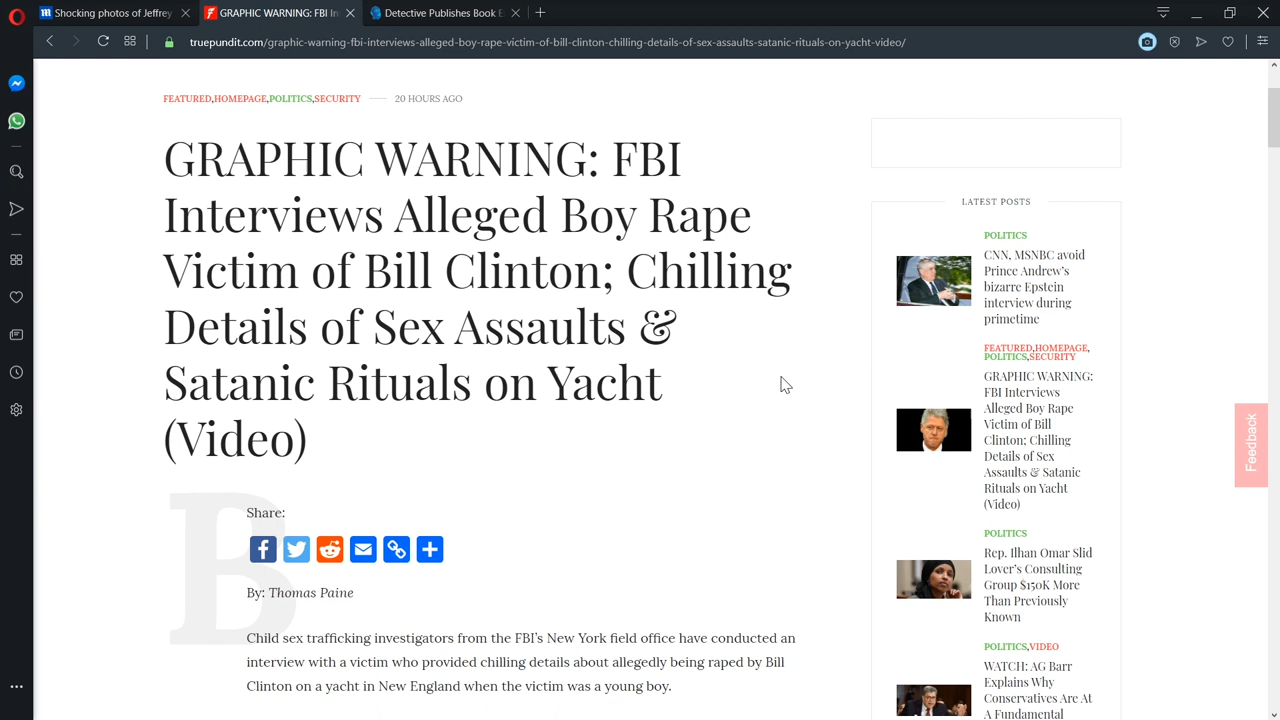 Shocking photos of Jeffrey
GRAPHIC WARNING: FBI In
Detective Publishes Book E
truepundit.com/graphic-warning-fbi-interviews-alleged-boy-rape-victim-of-bill-clinton-chilling-details-of-sex-assaults-satanic-rituals-on-yacht-video/
FEATURED,HOMEPAGE,POLITICS,SECURITY
20 HOURS AGO
GRAPHIC WARNING: FBI
Interviews Alleged Boy Rape
Victim of Bill Clinton; Chilling
Details of Sex Assaults &
Satanic Rituals on Yacht
(Video)
B
Share:
By: Thomas Paine
Child sex trafficking investigators from the FBI’s New York field office have conducted an
interview with a victim who provided chilling details about allegedly being raped by Bill
Clinton on a yacht in New England when the victim was a young boy.
LATEST POSTS
POLITICS
CNN, MSNBC avoid
Prince Andrew’s
bizarre Epstein
interview during
primetime
FEATURED,HOMEPAGE,
POLITICS,SECURITY
GRAPHIC WARNING:
FBI Interviews
Alleged Boy Rape
Victim of Bill
Clinton; Chilling
Details of Sex
Assaults & Satanic
Rituals on Yacht
(Video)
POLITICS
Rep. Ilhan Omar Slid
Lover’s Consulting
Group $150K More
Than Previously
Known
POLITICS,VIDEO
WATCH: AG Barr
Explains Why
Conservatives Are At
A Fundamental
Feedback